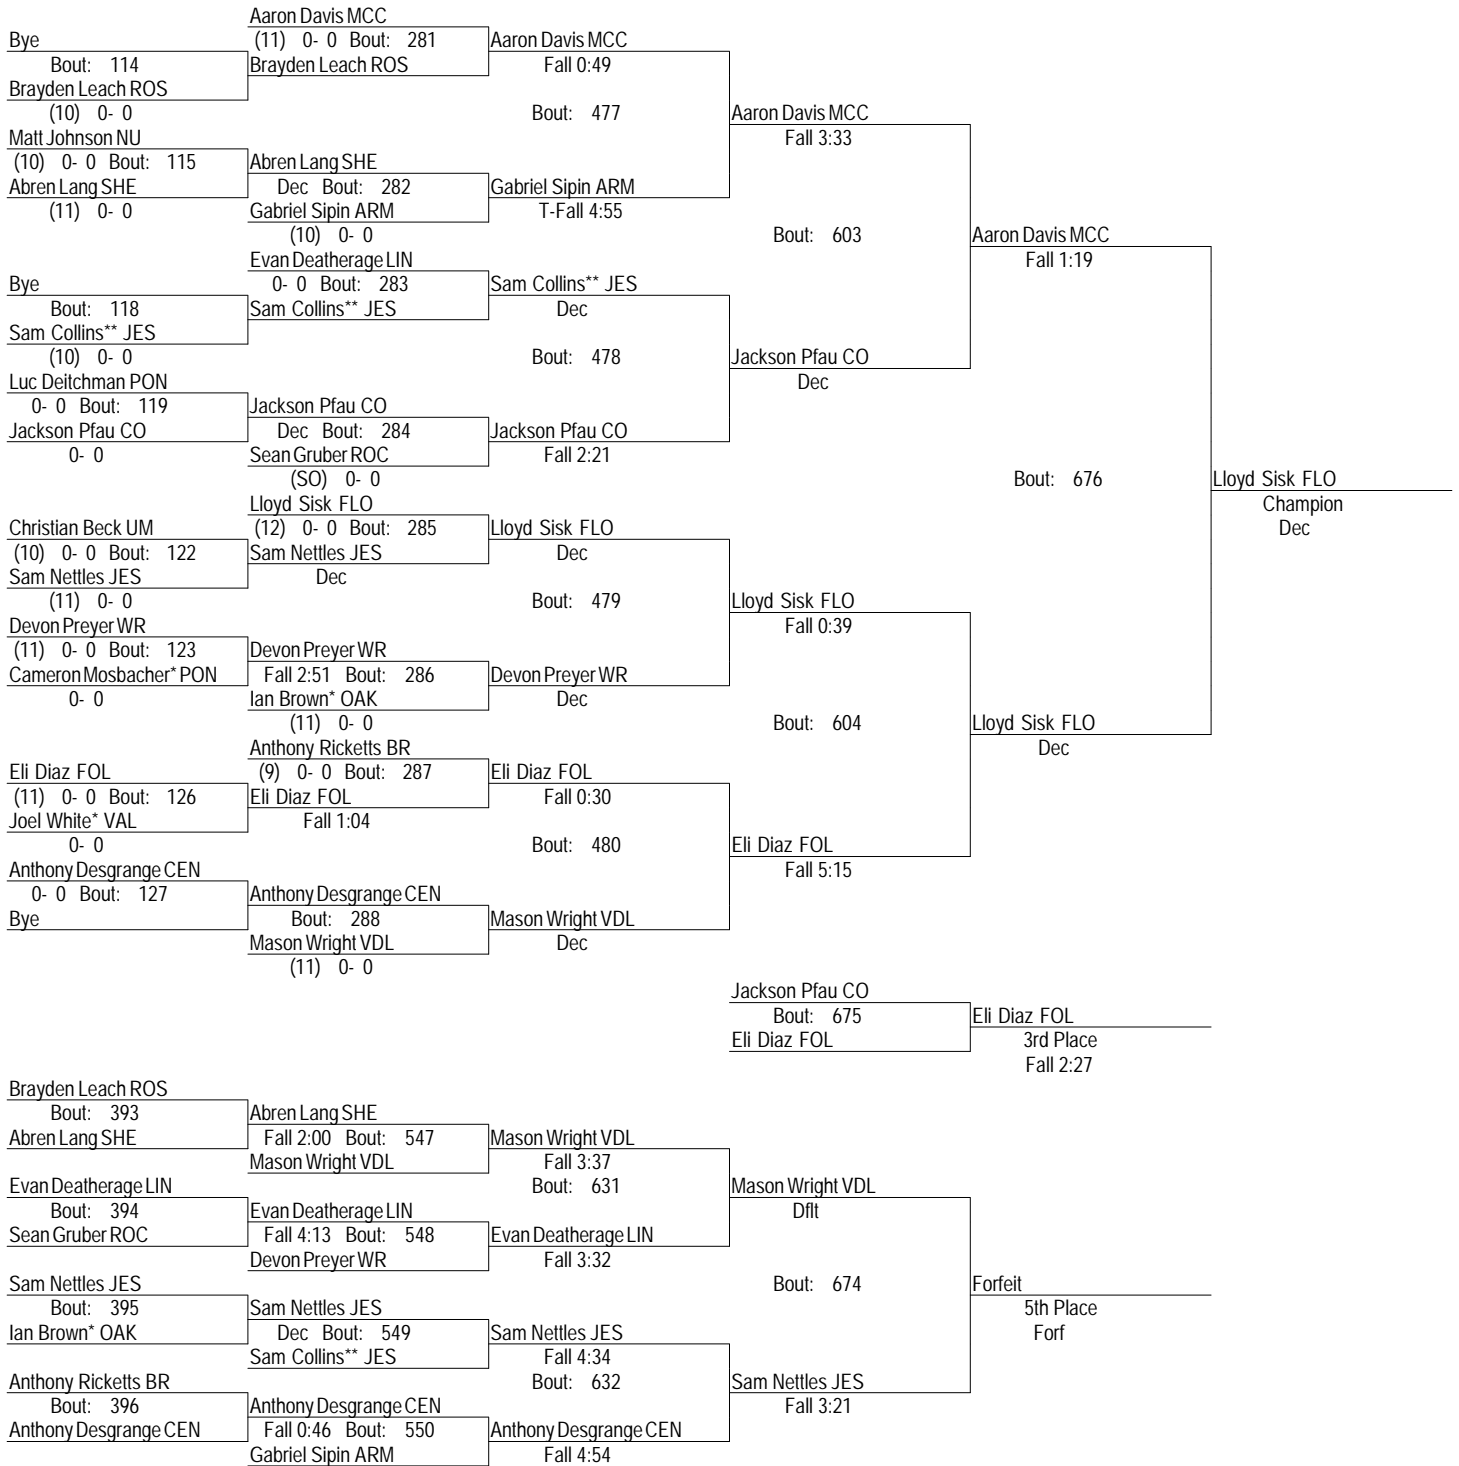 Aaron Davis MCC
Bye (11) 0- 0 Bout: 281 Aaron Davis MCC
Bout: 114 Brayden Leach ROS Fall 0:49
Brayden Leach ROS
(10) 0- 0 Bout: 477 Aaron Davis MCC
Matt Johnson NU Fall 3:33
(10) 0- 0 Bout: 115 Abren Lang SHE
Abren Lang SHE Dec Bout: 282 Gabriel Sipin ARM
(11) 0- 0 Gabriel Sipin ARM T-Fall 4:55
(10) 0- 0 Bout: 603 Aaron Davis MCC
Evan Deatherage LIN Fall 1:19
Bye 0- 0 Bout: 283 Sam Collins** JES
Bout: 118 Sam Collins** JES Dec
Sam Collins** JES
(10) 0- 0 Bout: 478 Jackson Pfau CO
Luc Deitchman PON Dec
0- 0 Bout: 119 Jackson Pfau CO
Jackson Pfau CO Dec Bout: 284 Jackson Pfau CO
0- 0 Sean Gruber ROC Fall 2:21
(SO) 0- 0 Bout: 676 Lloyd Sisk FLO
Lloyd Sisk FLO Champion
Christian Beck UM (12) 0- 0 Bout: 285 Lloyd Sisk FLO Dec
(10) 0- 0 Bout: 122 Sam Nettles JES Dec
Sam Nettles JES Dec
(11) 0- 0 Bout: 479 Lloyd Sisk FLO
Devon Preyer WR Fall 0:39
(11) 0- 0 Bout: 123 Devon Preyer WR
Cameron Mosbacher* PON Fall 2:51 Bout: 286 Devon Preyer WR
0- 0 Ian Brown* OAK Dec
(11) 0- 0 Bout: 604 Lloyd Sisk FLO
Anthony Ricketts BR Dec
Eli Diaz FOL (9) 0- 0 Bout: 287 Eli Diaz FOL
(11) 0- 0 Bout: 126 Eli Diaz FOL Fall 0:30
Joel White* VAL Fall 1:04
0- 0 Bout: 480 Eli Diaz FOL
Anthony Desgrange CEN Fall 5:15
0- 0 Bout: 127 Anthony Desgrange CEN
Bye Bout: 288 Mason Wright VDL
Mason Wright VDL Dec
(11) 0- 0
Jackson Pfau CO
Bout: 675 Eli Diaz FOL
Eli Diaz FOL 3rd Place
Fall 2:27
Brayden Leach ROS
Bout: 393 Abren Lang SHE
Abren Lang SHE Fall 2:00 Bout: 547 Mason Wright VDL
Mason Wright VDL Fall 3:37
Evan Deatherage LIN Bout: 631 Mason Wright VDL
Bout: 394 Evan Deatherage LIN Dflt
Sean Gruber ROC Fall 4:13 Bout: 548 Evan Deatherage LIN
Devon Preyer WR Fall 3:32
Sam Nettles JES Bout: 674 Forfeit
Bout: 395 Sam Nettles JES 5th Place
Ian Brown* OAK Dec Bout: 549 Sam Nettles JES Forf
Sam Collins** JES Fall 4:34
Anthony Ricketts BR Bout: 632 Sam Nettles JES
Bout: 396 Anthony Desgrange CEN Fall 3:21
Anthony Desgrange CEN Fall 0:46 Bout: 550 Anthony Desgrange CEN
Gabriel Sipin ARM Fall 4:54